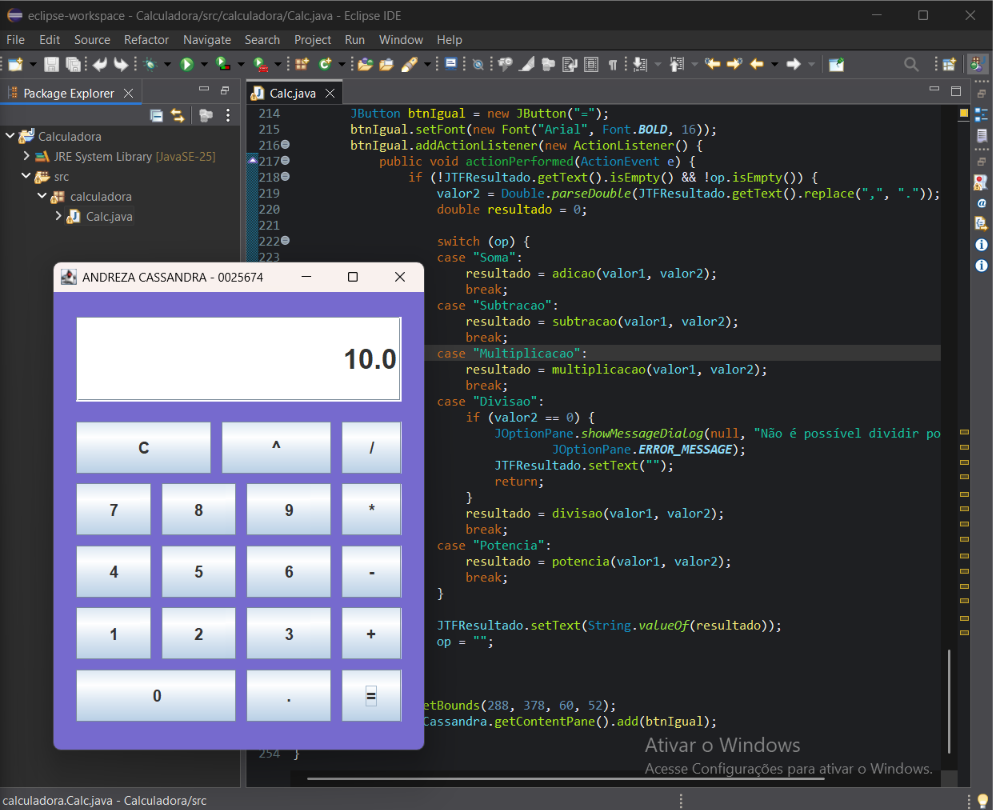 eclipse-workspace - Calculadora/src/calculadora/Calc.java - Eclipse IDE
File Edit Source Refactor Navigate Search Project Run Window Help
Package Explorer
Calculadora
JRE System Library [JavaSE-25]
src
calculadora
Calc.java
Calc.java
214 JButton btnIgual = new JButton("=");
215 btnIgual.setFont(new Font("Arial", Font.BOLD, 16));
216 btnIgual.addActionListener(new ActionListener() {
217 public void actionPerformed(ActionEvent e) {
218 if (!JTFResultado.getText().isEmpty() && !op.isEmpty()) {
219 valor2 = Double.parseDouble(JTFResultado.getText().replace(",", "."));
220 double resultado = 0;
221
222 switch (op) {
223 case "Soma":
resultado = adicao(valor1, valor2);
break;
case "Subtracao":
resultado = subtracao(valor1, valor2);
break;
case "Multiplicacao":
resultado = multiplicacao(valor1, valor2);
break;
case "Divisao":
if (valor2 == 0) {
JOptionPane.showMessageDialog(null, "Não é possível dividir po
JOptionPane.ERROR_MESSAGE);
JTFResultado.setText("");
return;
}
resultado = divisao(valor1, valor2);
break;
case "Potencia":
resultado = potencia(valor1, valor2);
break;
}
JTFResultado.setText(String.valueOf(resultado));
op = "";
etBounds(288, 378, 60, 52);
Cassandra.getContentPane().add(btnIgual);
254 }
ANDREZA CASSANDRA - 0025674
10.0
C ^ /
7 8 9 *
4 5 6 -
1 2 3 +
0 . =
Ativar o Windows
Acesse Configurações para ativar o Windows.
calculadora.Calc.java - Calculadora/src